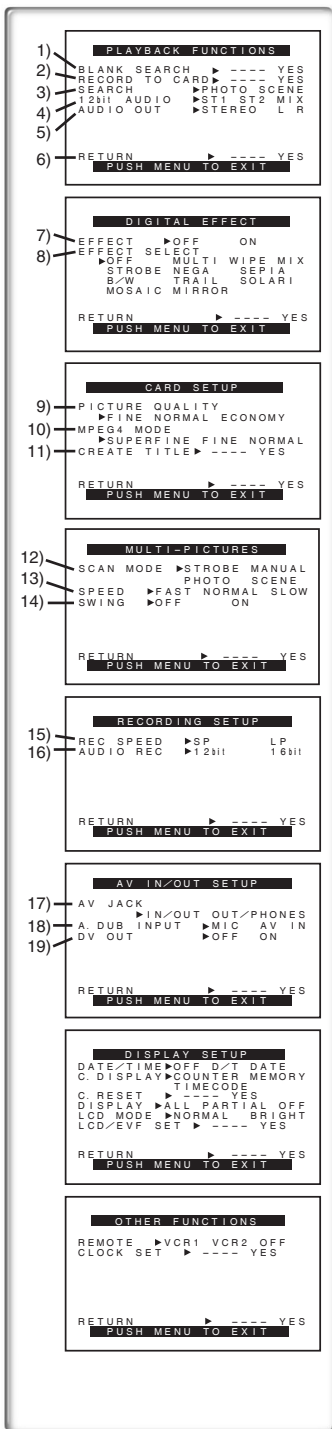 PLAYBACK FUNCTIONS
1) BLANK SEARCH ▶ ---- YES
2) RECORD TO CARD▶ ---- YES
3) SEARCH ▶PHOTO SCENE
4) 12bit AUDIO ▶ST1 ST2 MIX
5) AUDIO OUT ▶STEREO L R
6) RETURN ▶ ---- YES
PUSH MENU TO EXIT
DIGITAL EFFECT
7) EFFECT ▶OFF ON
8) EFFECT SELECT
▶OFF MULTI WIPE MIX
STROBE NEGA SEPIA
B/W TRAIL SOLARI
MOSAIC MIRROR
RETURN ▶ ---- YES
PUSH MENU TO EXIT
CARD SETUP
9) PICTURE QUALITY
▶FINE NORMAL ECONOMY
10) MPEG4 MODE
▶SUPERFINE FINE NORMAL
11) CREATE TITLE▶ ---- YES
RETURN ▶ ---- YES
PUSH MENU TO EXIT
MULTI-PICTURES
12) SCAN MODE ▶STROBE MANUAL
PHOTO SCENE
13) SPEED ▶FAST NORMAL SLOW
14) SWING ▶OFF ON
RETURN ▶ ---- YES
PUSH MENU TO EXIT
RECORDING SETUP
15) REC SPEED ▶SP LP
16) AUDIO REC ▶12bit 16bit
RETURN ▶ ---- YES
PUSH MENU TO EXIT
AV IN/OUT SETUP
17) AV JACK
▶IN/OUT OUT/PHONES
18) A. DUB INPUT ▶MIC AV IN
19) DV OUT ▶OFF ON
RETURN ▶ ---- YES
PUSH MENU TO EXIT
DISPLAY SETUP
DATE/TIME▶OFF D/T DATE
C. DISPLAY▶COUNTER MEMORY
TIMECODE
C. RESET ▶ ---- YES
DISPLAY ▶ALL PARTIAL OFF
LCD MODE ▶NORMAL BRIGHT
LCD/EVF SET ▶ ---- YES
RETURN ▶ ---- YES
PUSH MENU TO EXIT
OTHER FUNCTIONS
REMOTE ▶VCR1 VCR2 OFF
CLOCK SET ▶ ---- YES
RETURN ▶ ---- YES
PUSH MENU TO EXIT